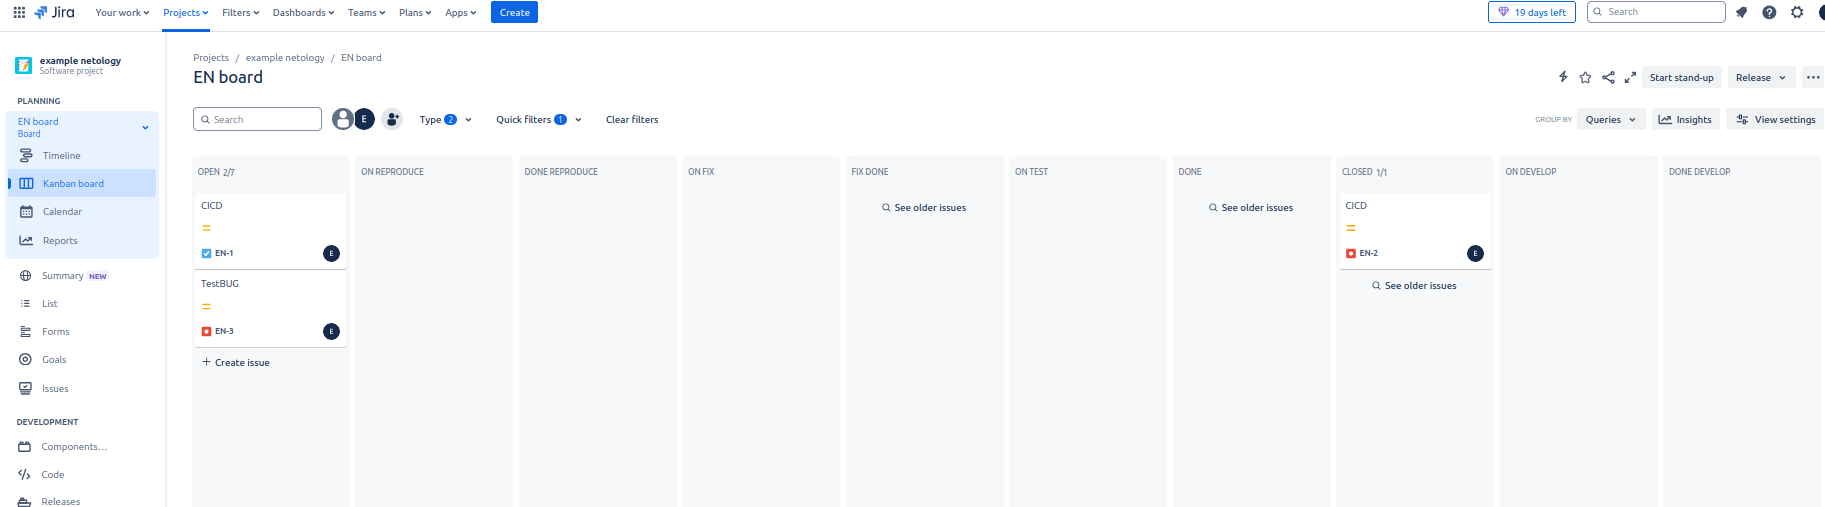 Jira Your work Projects Filters Dashboards Teams Plans Apps Create 19 days left Search
example netology
Software project
PLANNING
EN board
Board
Timeline
Kanban board
Calendar
Reports
Summary NEW
List
Forms
Goals
Issues
DEVELOPMENT
Components...
Code
Releases
Projects / example netology / EN board
EN board
Start stand-up Release
Search E Type 2 Quick filters 1 Clear filters
GROUP BY Queries Insights View settings
OPEN 2/7
CICD
EN-1 E
TestBUG
EN-3 E
Create issue
ON REPRODUCE
DONE REPRODUCE
ON FIX
FIX DONE
See older issues
ON TEST
DONE
See older issues
CLOSED 1/1
CICD
EN-2 E
See older issues
ON DEVELOP
DONE DEVELOP